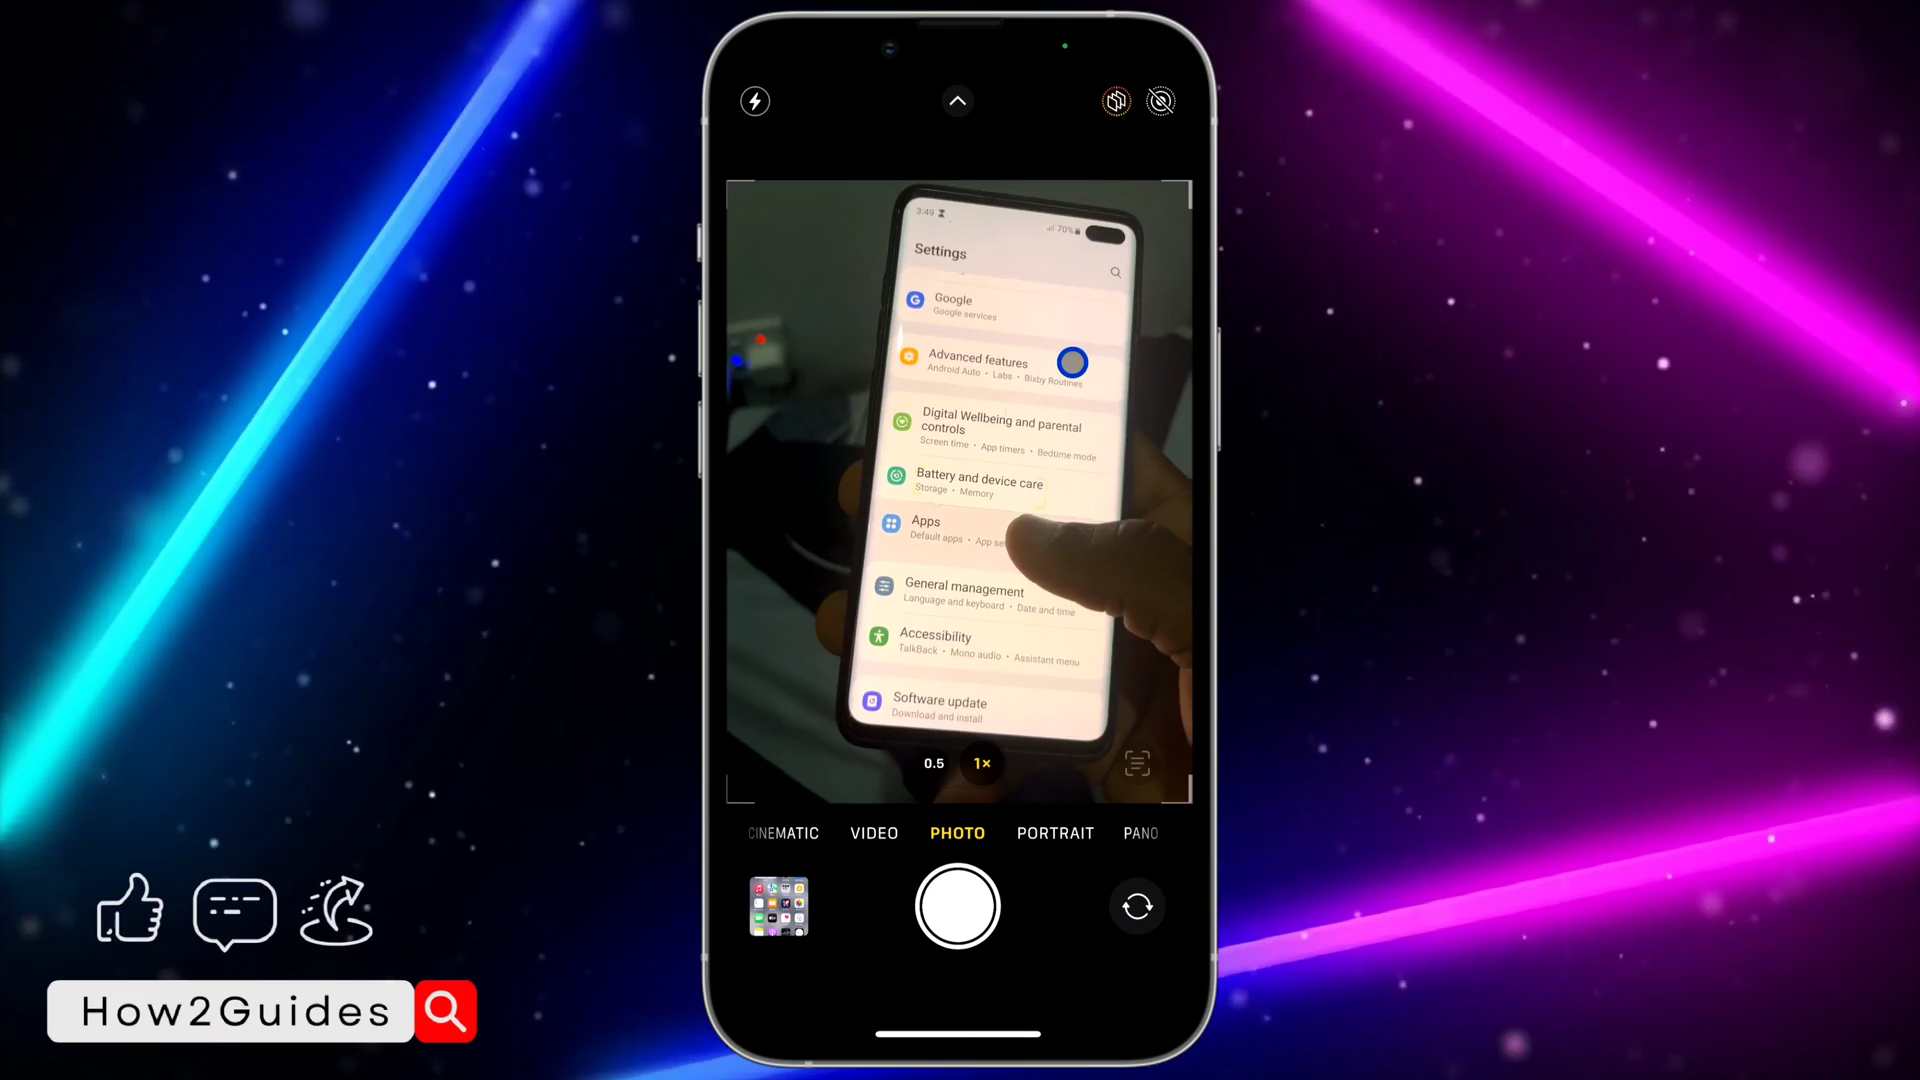 3:49
70%
Settings
Google
Google services
Advanced features
Android Auto • Labs • Bixby Routines
Digital Wellbeing and parental
controls
Screen time • App timers • Bedtime mode
Battery and device care
Storage • Memory
Apps
Default apps • App se
General management
Language and keyboard • Date and time
Accessibility
TalkBack • Mono audio • Assistant menu
Software update
Download and install
0.5 1×
CINEMATIC VIDEO PHOTO PORTRAIT PANO
How2Guides